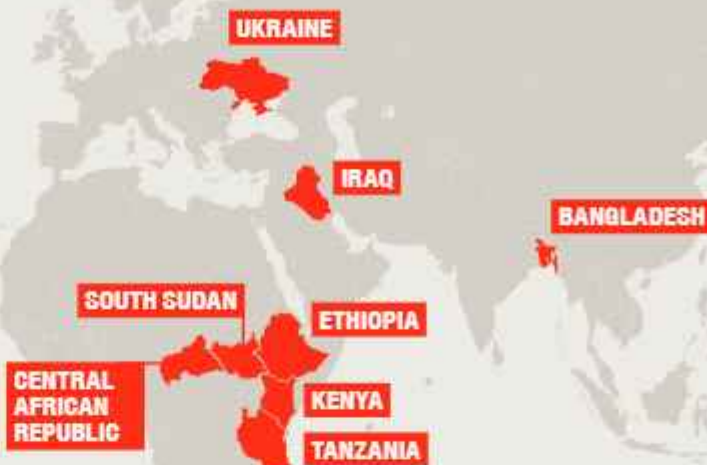 UKRAINE
IRAQ
BANGLADESH
SOUTH SUDAN
ETHIOPIA
CENTRAL
AFRICAN
REPUBLIC
KENYA
TANZANIA